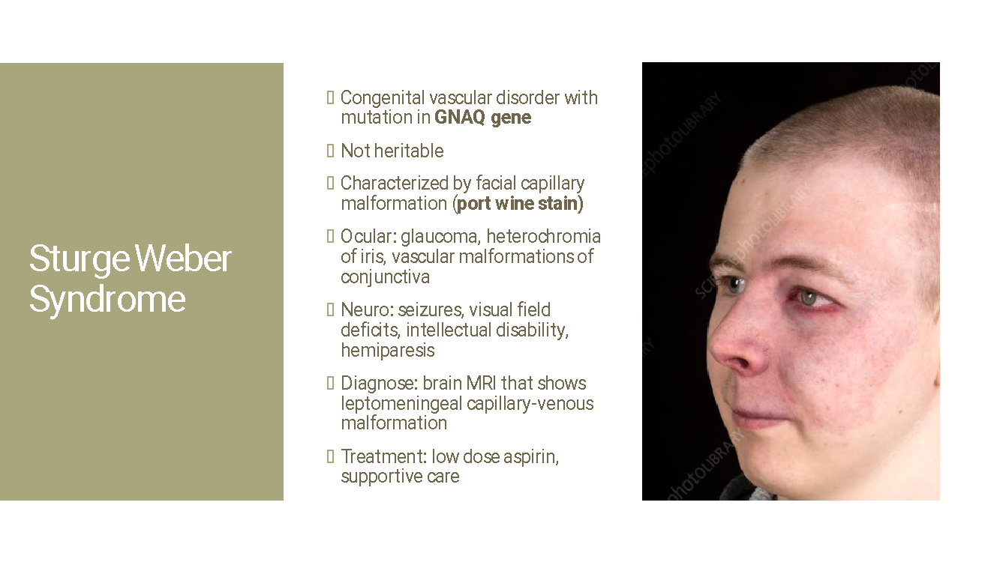 Sturge Weber
Syndrome
Congenital vascular disorder with
mutation in GNAQ gene
Not heritable
Characterized by facial capillary
malformation (port wine stain)
Ocular: glaucoma, heterochromia
of iris, vascular malformations of
conjunctiva
Neuro: seizures, visual field
deficits, intellectual disability,
hemiparesis
Diagnose: brain MRI that shows
leptomeningeal capillary-venous
malformation
Treatment: low dose aspirin,
supportive care